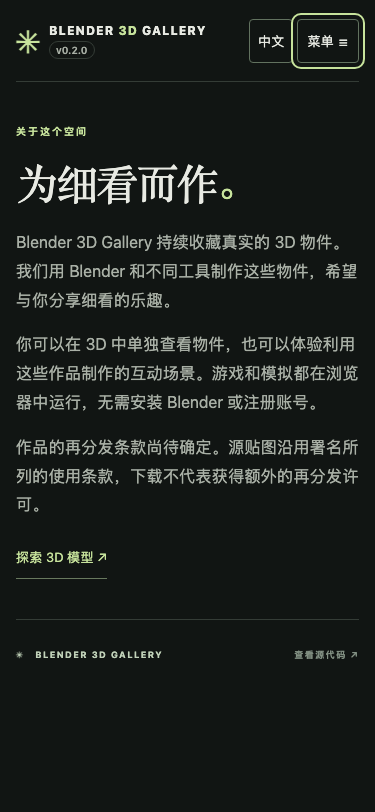 BLENDER 3D GALLERY
v0.2.0
中文
菜单 ≡
关于这个空间
为细看而作。
Blender 3D Gallery 持续收藏真实的 3D 物件。
我们用 Blender 和不同工具制作这些物件，希望
与你分享细看的乐趣。
你可以在 3D 中单独查看物件，也可以体验利用
这些作品制作的互动场景。游戏和模拟都在浏览
器中运行，无需安装 Blender 或注册账号。
作品的再分发条款尚待确定。源贴图沿用署名所
列的使用条款，下载不代表获得额外的再分发许
可。
探索 3D 模型 ↗
BLENDER 3D GALLERY
查看源代码 ↗